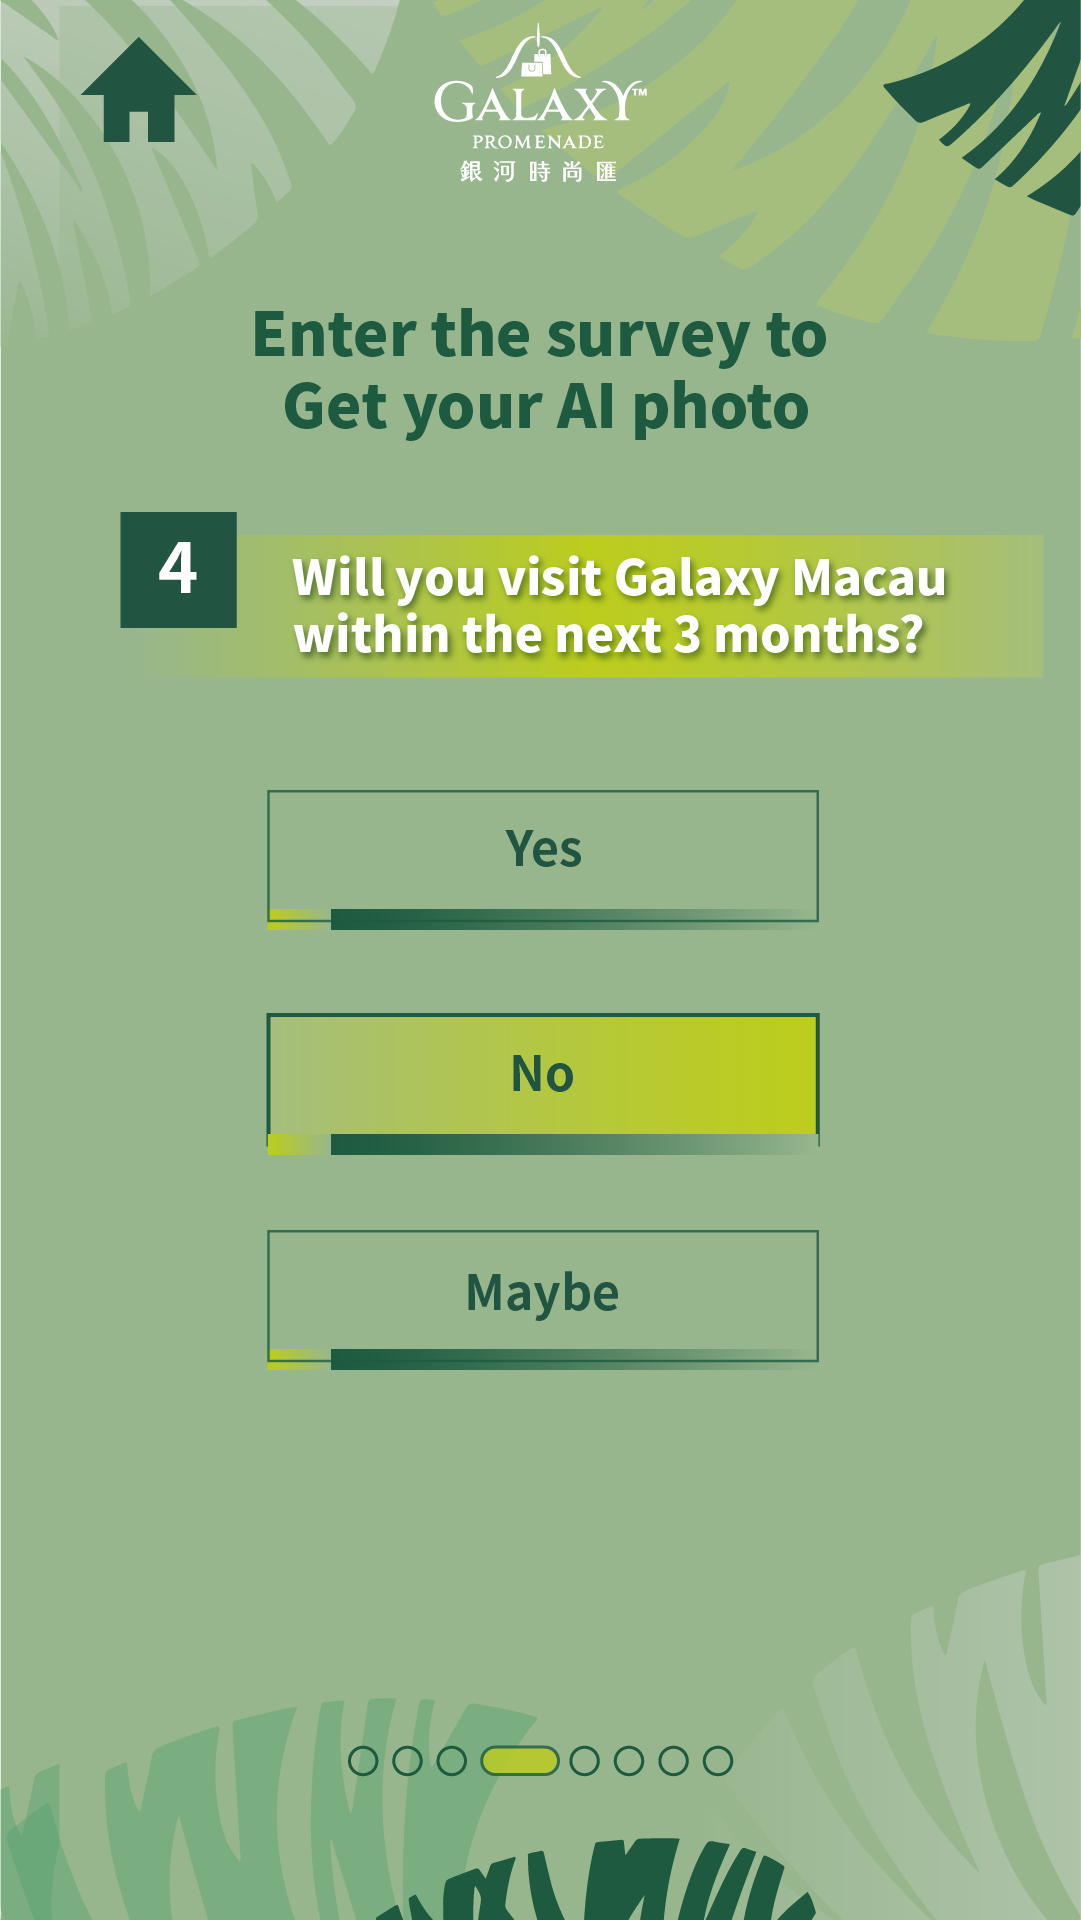 GALAXY™
PROMENADE
銀河時尚匯
Enter the survey to
Get your AI photo
4
Will you visit Galaxy Macau
within the next 3 months?
Yes
No
Maybe